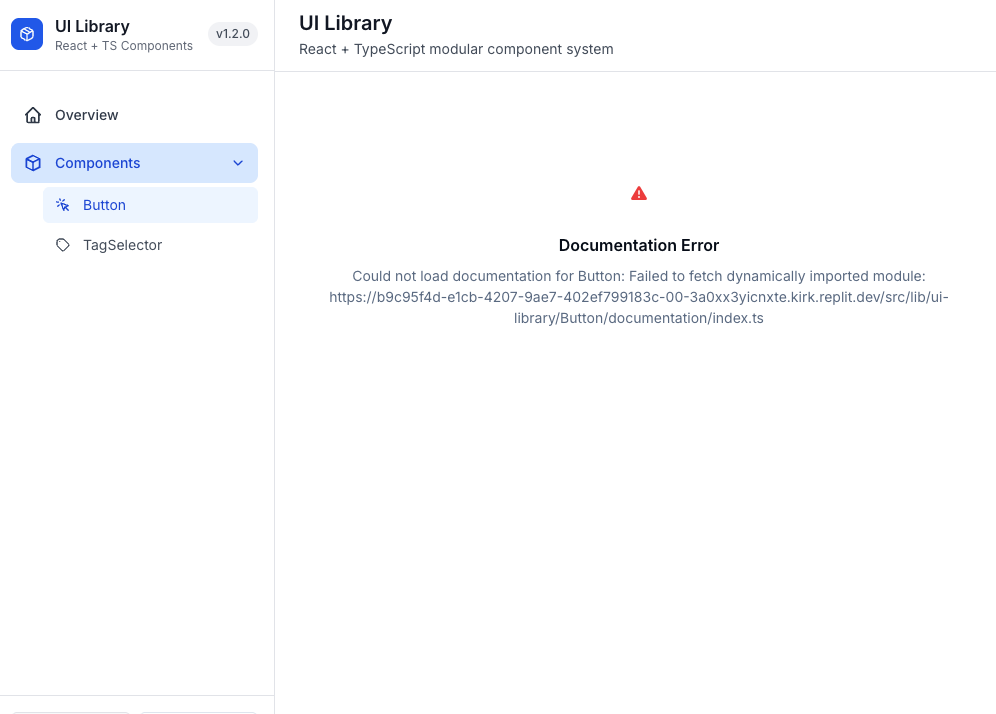 UI Library
React + TS Components
v1.2.0
Overview
Components
Button
TagSelector
UI Library
React + TypeScript modular component system
Documentation Error
Could not load documentation for Button: Failed to fetch dynamically imported module:
https://b9c95f4d-e1cb-4207-9ae7-402ef799183c-00-3a0xx3yicnxte.kirk.replit.dev/src/lib/ui-
library/Button/documentation/index.ts